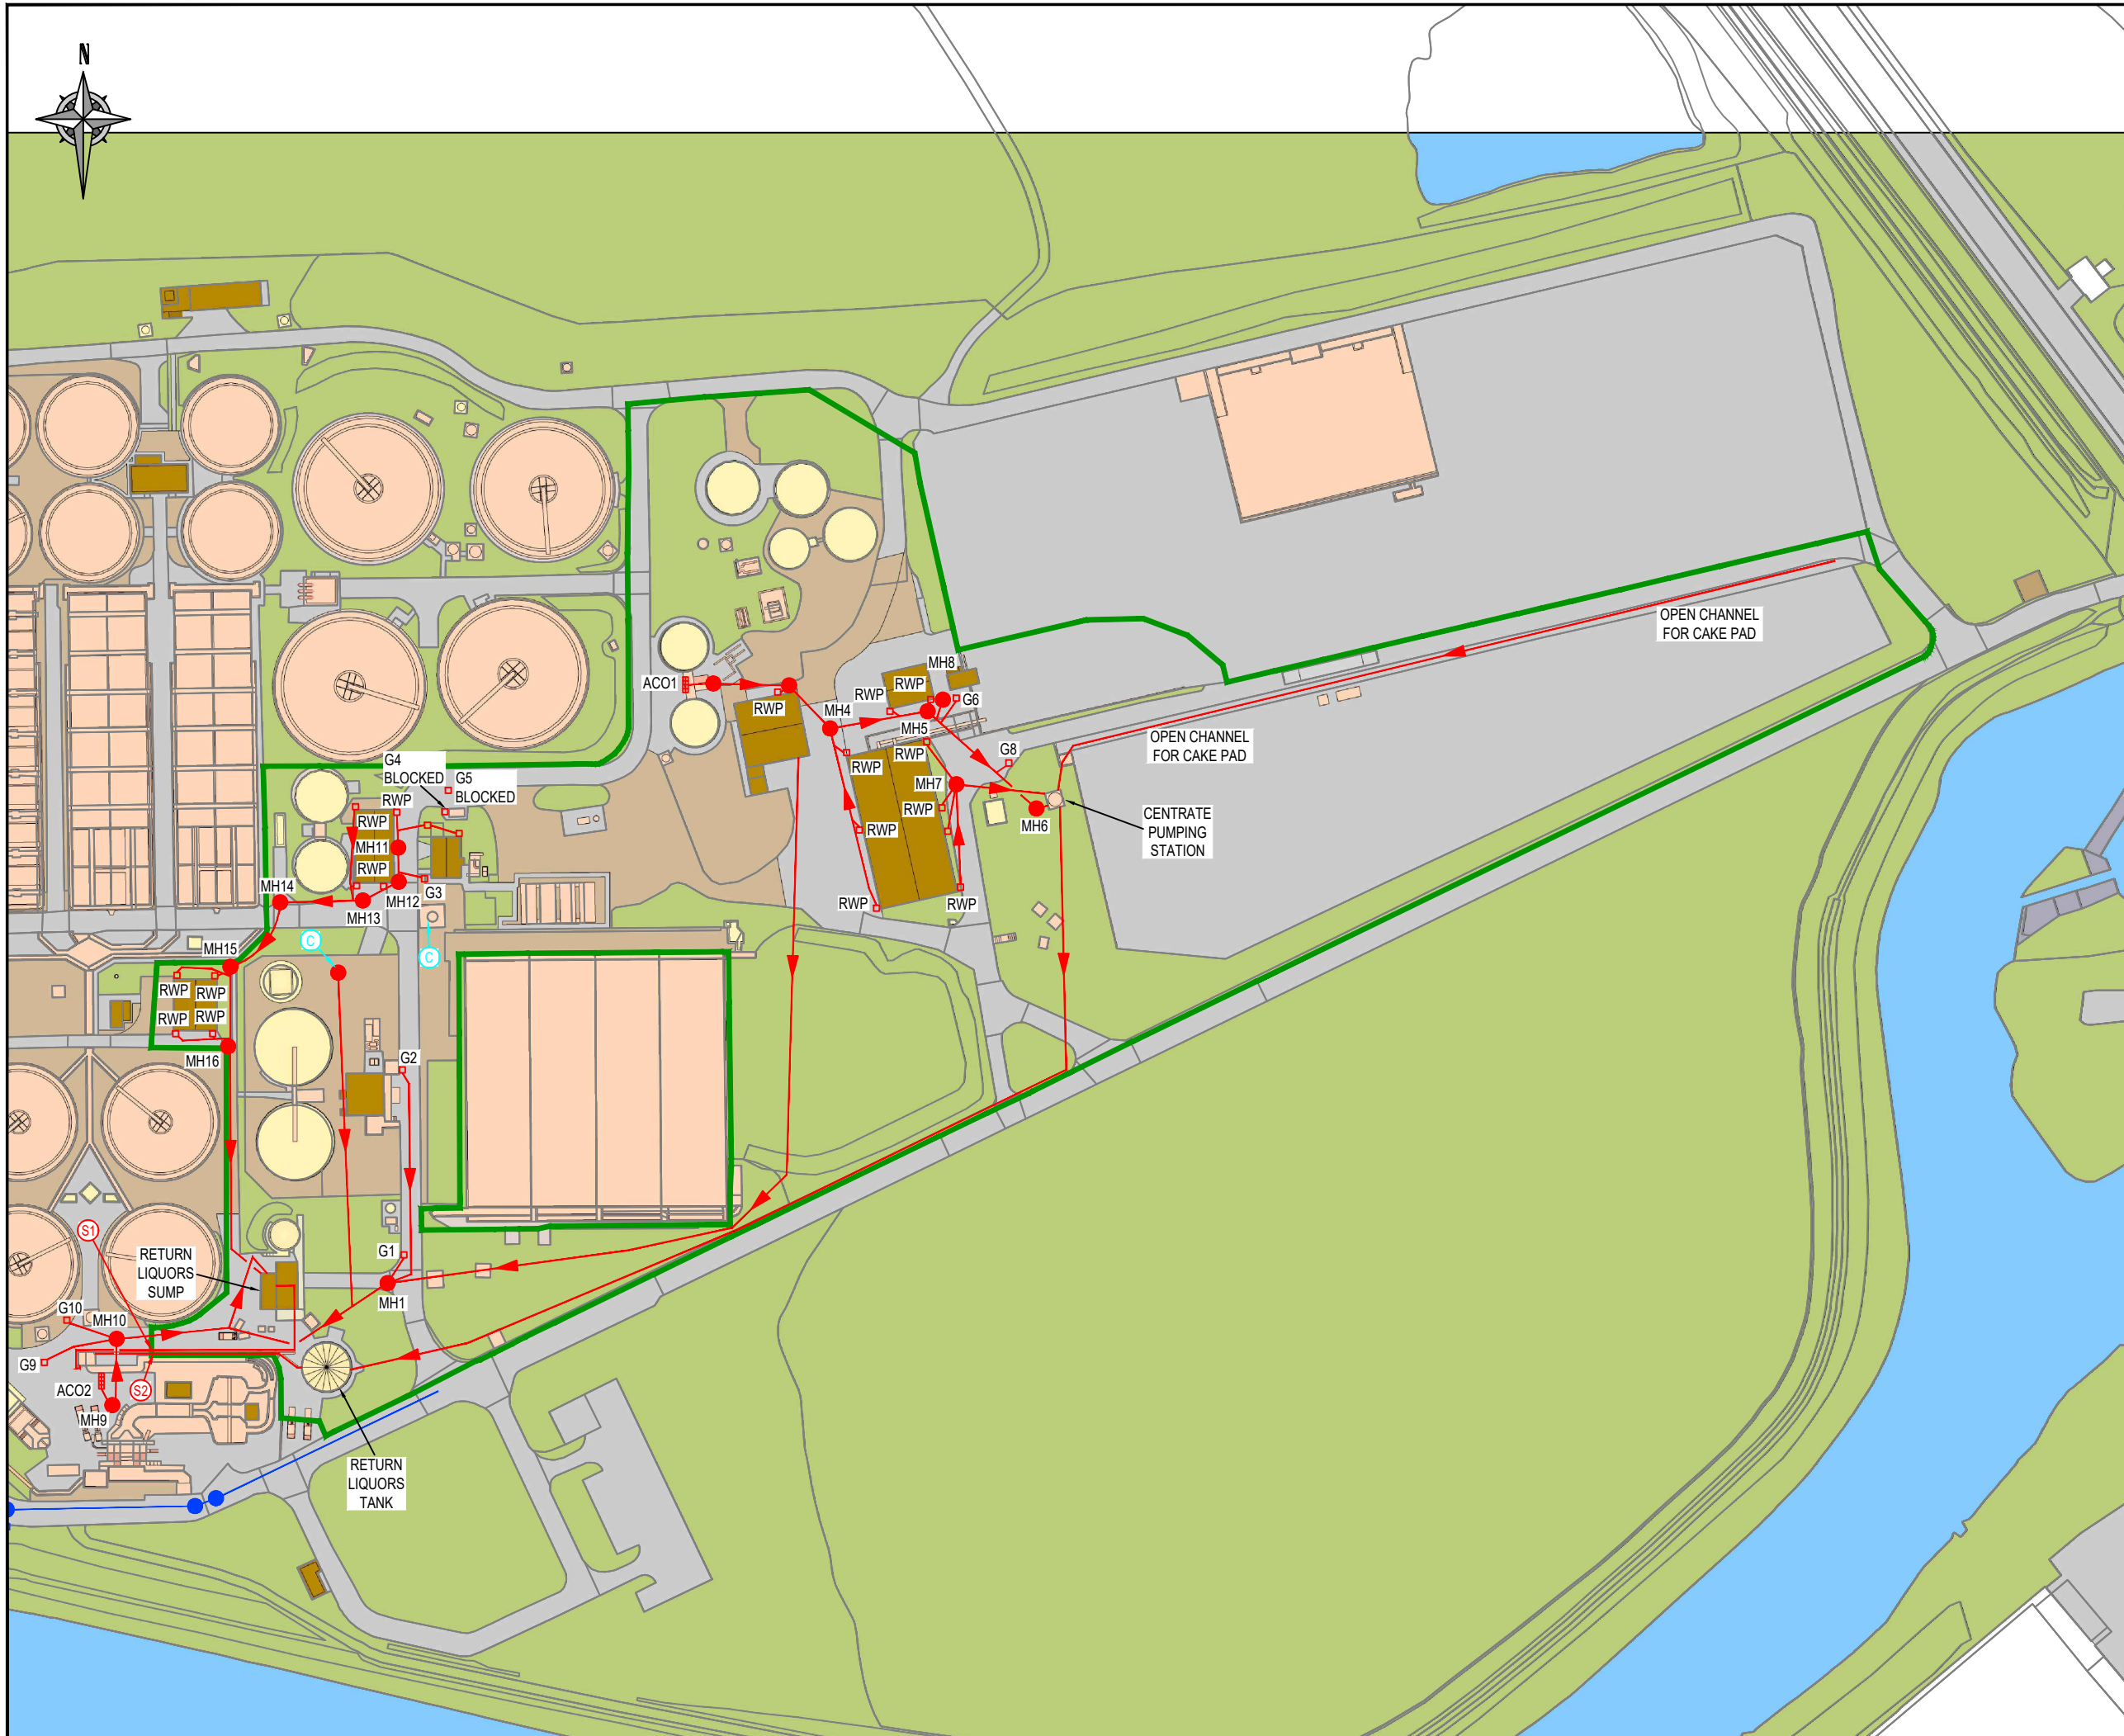 N
OPEN CHANNEL
FOR CAKE PAD
MH8
ACO1
RWP
RWP
G6
RWP
MH4
MH5
OPEN CHANNEL
FOR CAKE PAD
RWP
G8
G4
BLOCKED
RWP
G5
BLOCKED
MH7
RWP
RWP
RWP
CENTRATE
PUMPING
STATION
RWP
MH6
RWP
MH11
RWP
MH14
G3
MH12
RWP
RWP
MH13
C
MH15
C
RWP
RWP
RWP
RWP
MH16
G2
S1
RETURN
LIQUORS
SUMP
G1
MH1
G10
MH10
G9
ACO2
S2
MH9
RETURN
LIQUORS
TANK